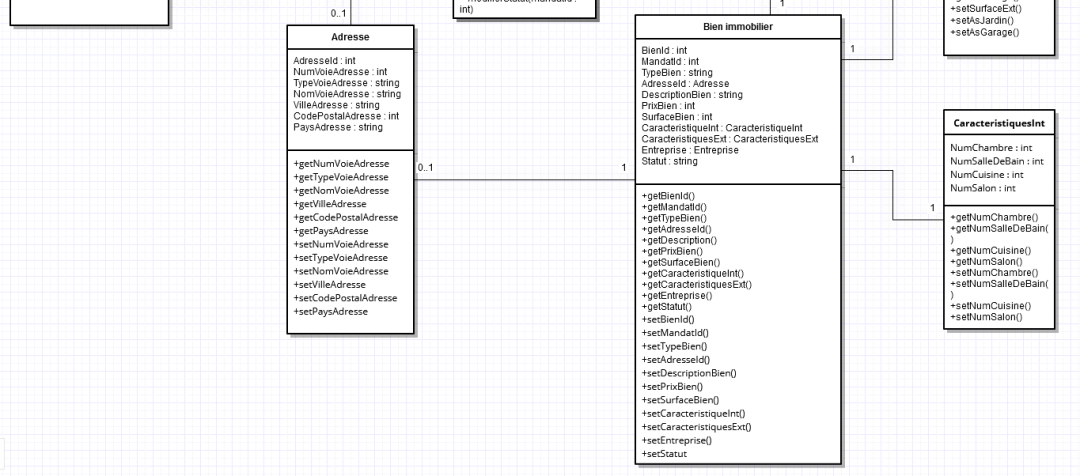 int)
0..1
Adresse
AdresseId : int
NumVoieAdresse : int
TypeVoieAdresse : string
NomVoieAdresse : string
VilleAdresse : string
CodePostalAdresse : int
PaysAdresse : string
+getNumVoieAdresse
+getTypeVoieAdresse
+getNomVoieAdresse
+getVilleAdresse
+getCodePostalAdresse
+getPaysAdresse
+setNumVoieAdresse
+setTypeVoieAdresse
+setNomVoieAdresse
+setVilleAdresse
+setCodePostalAdresse
+setPaysAdresse
0..1
1
1
Bien immobilier
BienId : int
MandatId : int
TypeBien : string
AdresseId : Adresse
DescriptionBien : string
PrixBien : int
SurfaceBien : int
CaracteristiqueInt : CaracteristiqueInt
CaracteristiquesExt : CaracteristiquesExt
Entreprise : Entreprise
Statut : string
+getBienId()
+getMandatId()
+getTypeBien()
+getAdresseId()
+getDescription()
+getPrixBien()
+getSurfaceBien()
+getCaracteristiqueInt()
+getCaracteristiquesExt()
+getEntreprise()
+getStatut()
+setBienId()
+setMandatId()
+setTypeBien()
+setAdresseId()
+setDescriptionBien()
+setPrixBien()
+setSurfaceBien()
+setCaracteristiqueInt()
+setCaracteristiquesExt()
+setEntreprise()
+setStatut
1
1
1
+setSurfaceExt()
+setAsJardin()
+setAsGarage()
CaracteristiquesInt
NumChambre : int
NumSalleDeBain : int
NumCuisine : int
NumSalon : int
+getNumChambre()
+getNumSalleDeBain(
)
+getNumCuisine()
+getNumSalon()
+setNumChambre()
+setNumSalleDeBain(
)
+setNumCuisine()
+setNumSalon()